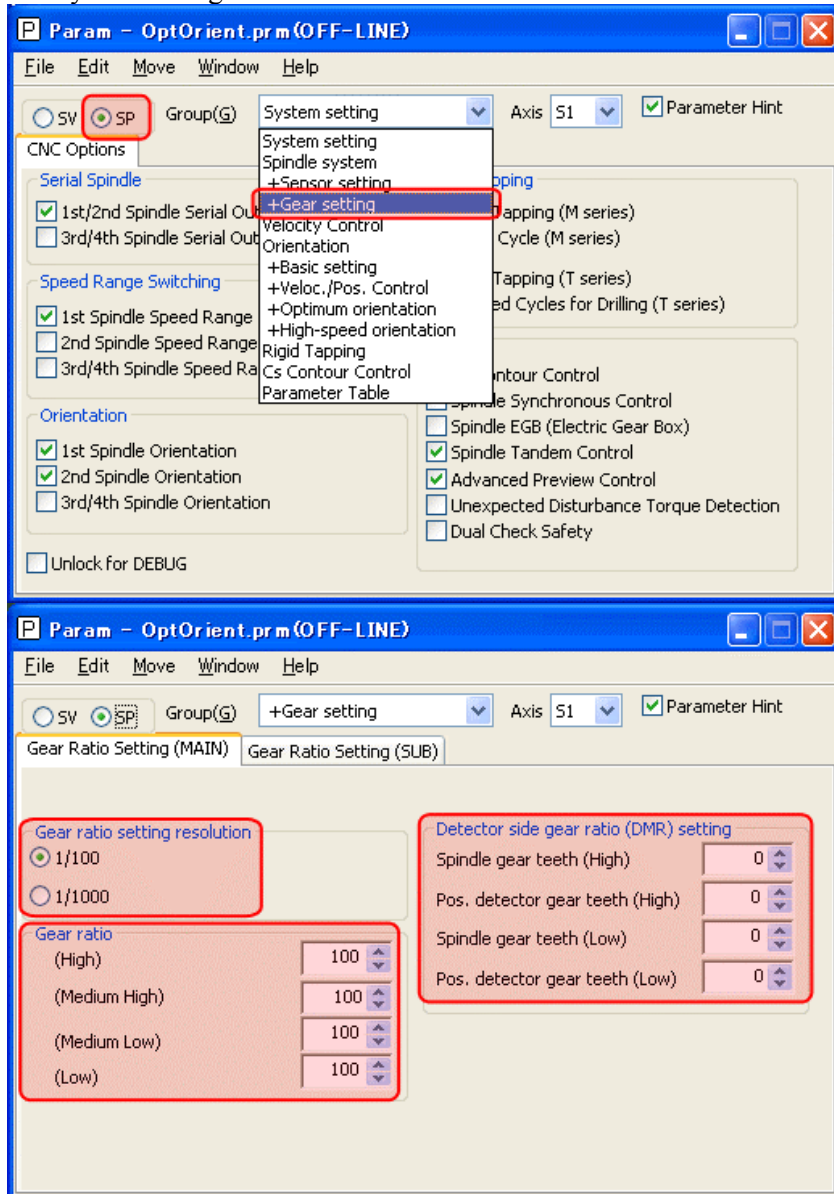 Param - OptOrient.prm(OFF-LINE)
File Edit Move Window Help
SV SP Group(G) System setting Axis S1 Parameter Hint
CNC Options
System setting
Spindle system
+Sensor setting
+Gear setting
Velocity Control
Orientation
+Basic setting
+Veloc./Pos. Control
+Optimum orientation
+High-speed orientation
Rigid Tapping
Cs Contour Control
Parameter Table
Serial Spindle
1st/2nd Spindle Serial Out
3rd/4th Spindle Serial Out
Speed Range Switching
1st Spindle Speed Range
2nd Spindle Speed Range
3rd/4th Spindle Speed Ra
Orientation
1st Spindle Orientation
2nd Spindle Orientation
3rd/4th Spindle Orientation
Unlock for DEBUG
apping (M series)
Cycle (M series)
Tapping (T series)
ed Cycles for Drilling (T series)
ntour Control
Spindle Synchronous Control
Spindle EGB (Electric Gear Box)
Spindle Tandem Control
Advanced Preview Control
Unexpected Disturbance Torque Detection
Dual Check Safety
Param - OptOrient.prm(OFF-LINE)
File Edit Move Window Help
SV SP Group(G) +Gear setting Axis S1 Parameter Hint
Gear Ratio Setting (MAIN) Gear Ratio Setting (SUB)
Gear ratio setting resolution
1/100
1/1000
Gear ratio
(High) 100
(Medium High) 100
(Medium Low) 100
(Low) 100
Detector side gear ratio (DMR) setting
Spindle gear teeth (High) 0
Pos. detector gear teeth (High) 0
Spindle gear teeth (Low) 0
Pos. detector gear teeth (Low) 0